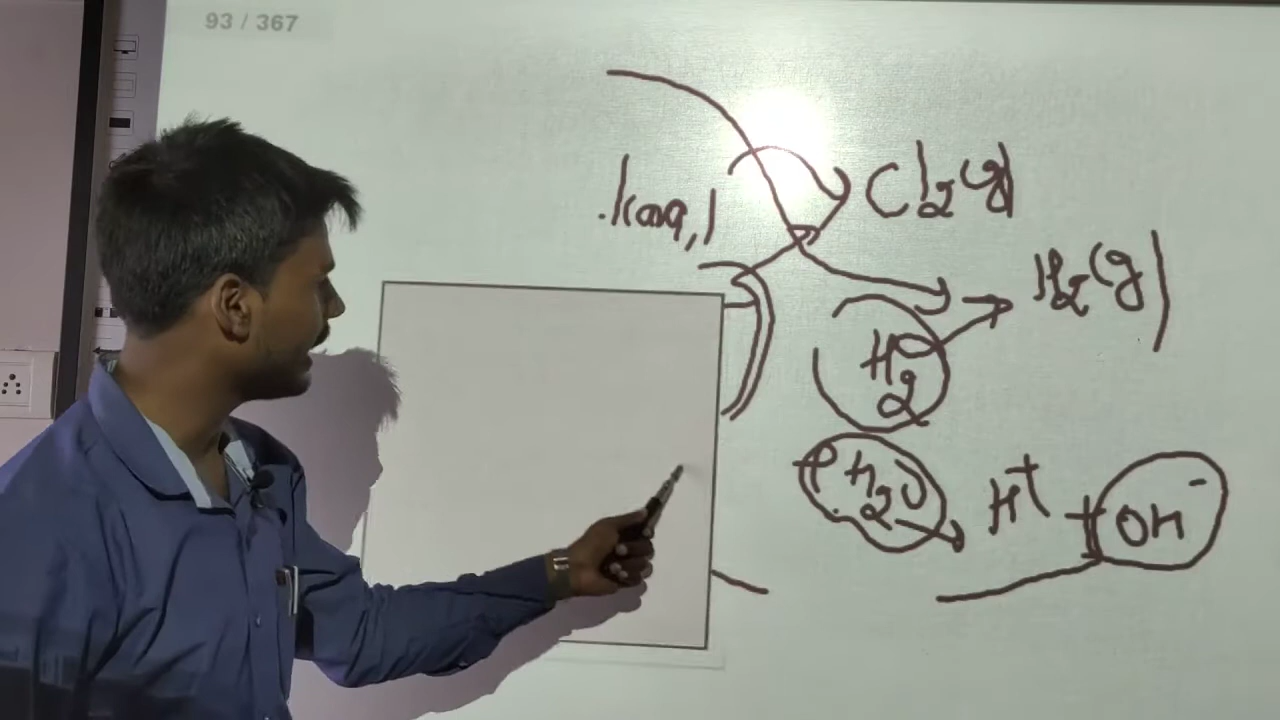 93 / 367
(aq) Cl2(g)
H2(g)
H2
H2O → H+ + OH-